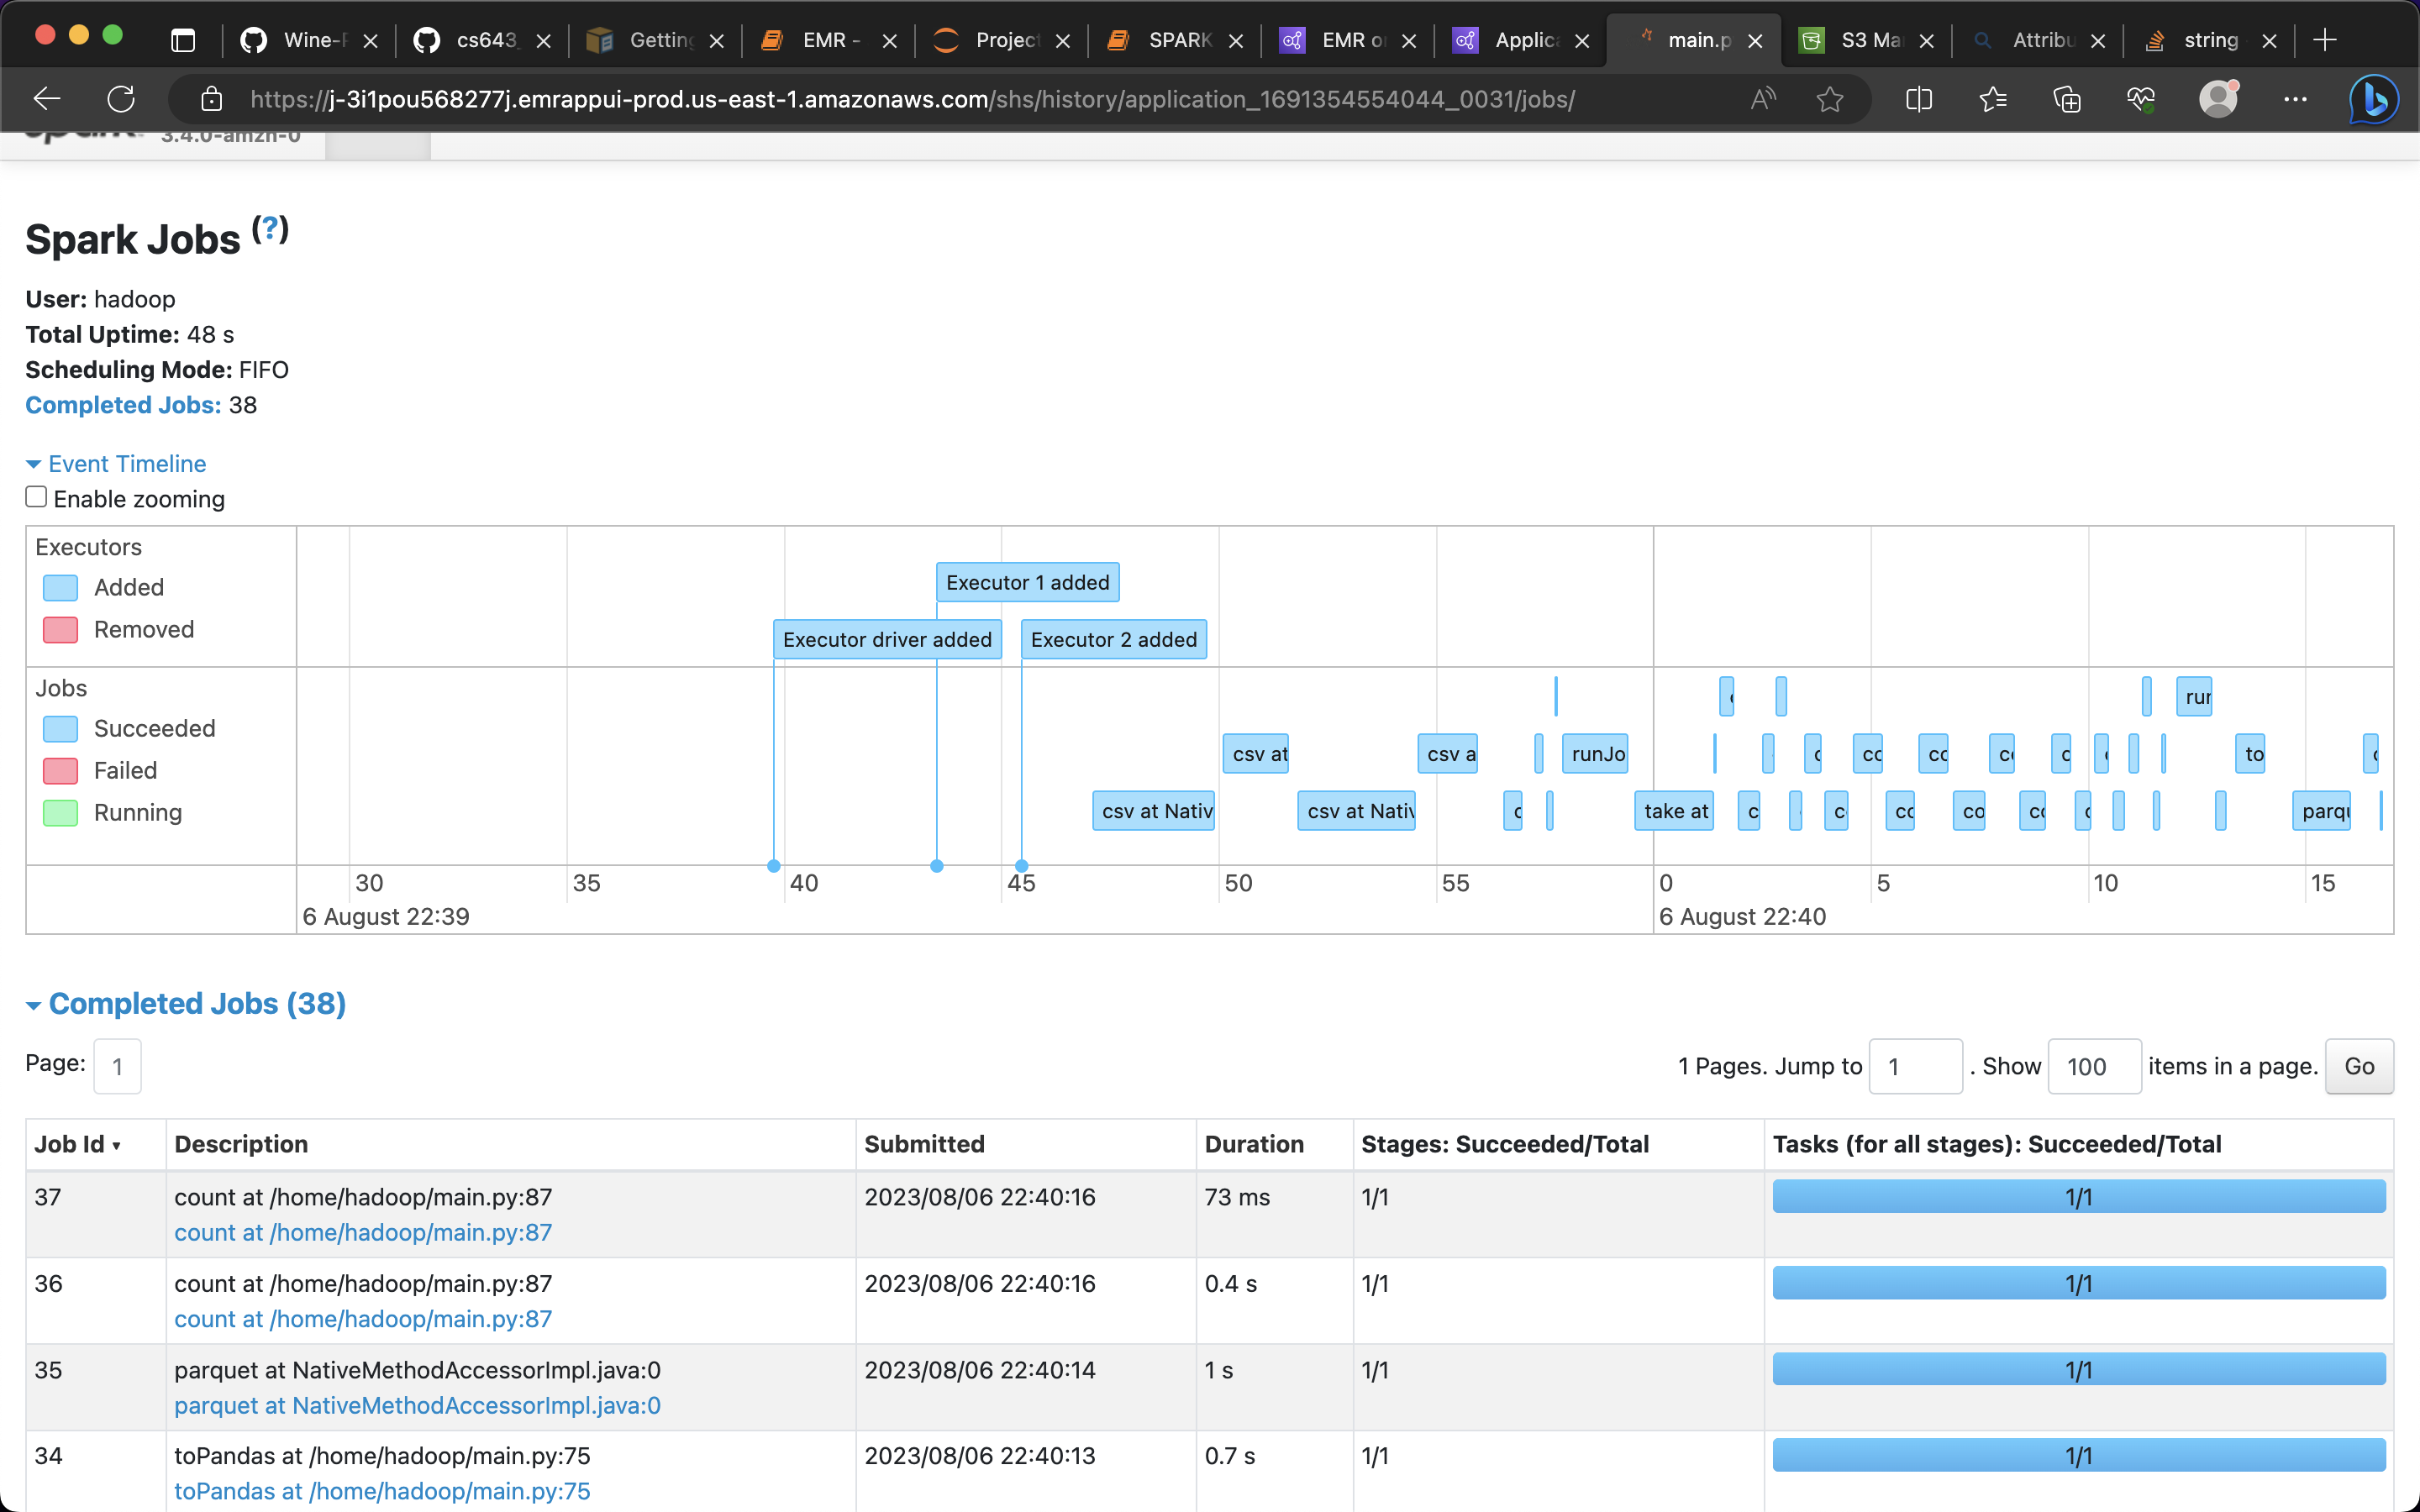 Wine-F
cs643_
Getting
EMR -
Project
SPARK
EMR on
Applica
main.p
S3 Ma
Attribu
string
https://j-3i1pou568277j.emrappui-prod.us-east-1.amazonaws.com/shs/history/application_1691354554044_0031/jobs/
3.4.0-amzn-0
Spark Jobs (?)
User: hadoop
Total Uptime: 48 s
Scheduling Mode: FIFO
Completed Jobs: 38
Event Timeline
Enable zooming
Executors
Added
Removed
Executor 1 added
Executor driver added
Executor 2 added
Jobs
Succeeded
Failed
Running
run
csv at
csv a
runJo
co
co
to
csv at Nativ
csv at Nativ
take at
c
c
co
co
parqu
30
35
40
45
50
55
0
5
10
15
6 August 22:39
6 August 22:40
Completed Jobs (38)
Page: 1
1 Pages. Jump to 1 . Show 100 items in a page. Go
Job Id ▾ Description Submitted Duration Stages: Succeeded/Total Tasks (for all stages): Succeeded/Total
37 count at /home/hadoop/main.py:87 2023/08/06 22:40:16 73 ms 1/1 1/1
count at /home/hadoop/main.py:87
36 count at /home/hadoop/main.py:87 2023/08/06 22:40:16 0.4 s 1/1 1/1
count at /home/hadoop/main.py:87
35 parquet at NativeMethodAccessorImpl.java:0 2023/08/06 22:40:14 1 s 1/1 1/1
parquet at NativeMethodAccessorImpl.java:0
34 toPandas at /home/hadoop/main.py:75 2023/08/06 22:40:13 0.7 s 1/1 1/1
toPandas at /home/hadoop/main.py:75